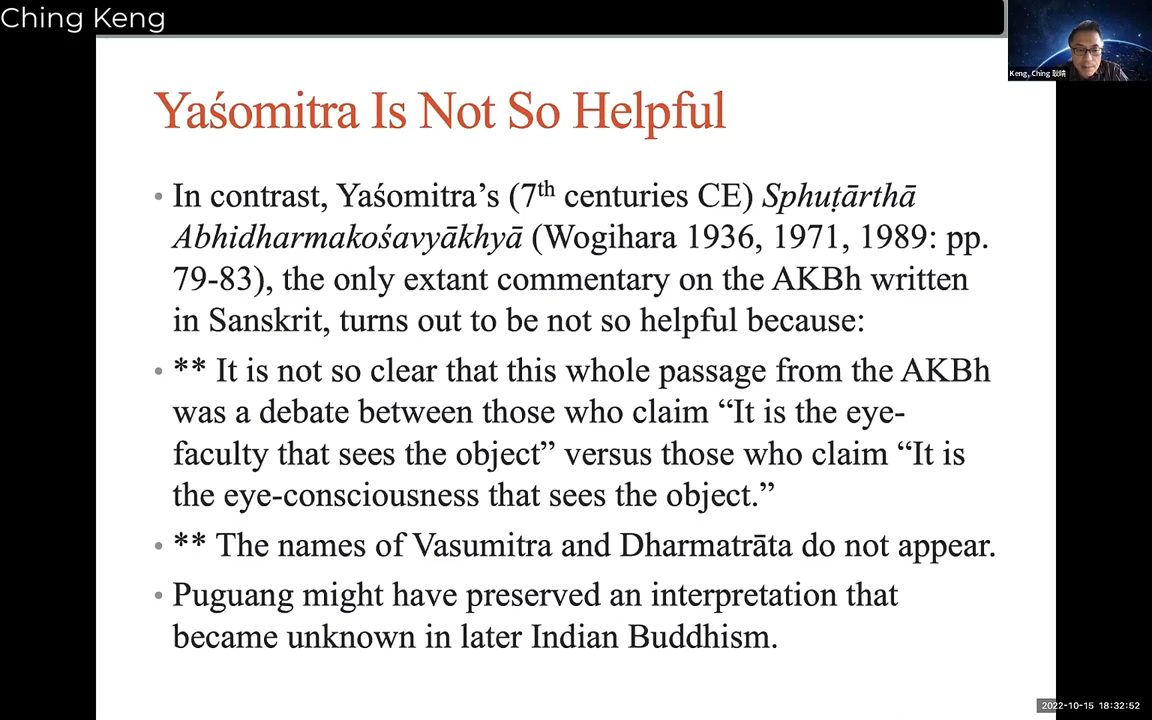 Ching Keng
Keng, Ching 耿晴
Yaśomitra Is Not So Helpful
• In contrast, Yaśomitra’s (7th centuries CE) Sphuṭārthā
Abhidharmakośavyākhyā (Wogihara 1936, 1971, 1989: pp.
79-83), the only extant commentary on the AKBh written
in Sanskrit, turns out to be not so helpful because:
• ** It is not so clear that this whole passage from the AKBh
was a debate between those who claim “It is the eye-
faculty that sees the object” versus those who claim “It is
the eye-consciousness that sees the object.”
• ** The names of Vasumitra and Dharmatrāta do not appear.
• Puguang might have preserved an interpretation that
became unknown in later Indian Buddhism.
2022-10-15 18:32:52